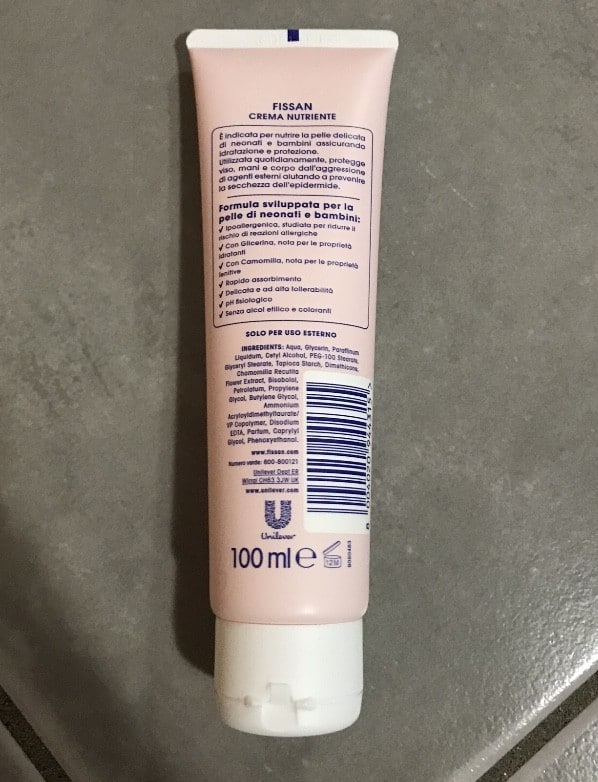 FISSAN
CREMA NUTRIENTE
È indicata per nutrire la pelle delicata
di neonati e bambini assicurando
idratazione e protezione.
Utilizzata quotidianamente, protegge
viso, mani e corpo dall'aggressione
di agenti esterni aiutando a prevenire
la secchezza dell'epidermide.
Formula sviluppata per la
pelle di neonati e bambini:
✓ Ipoallergenica, studiata per ridurre il
rischio di reazioni allergiche
✓ Con Glicerina, nota per le proprietà
idratanti
✓ Con Camomilla, nota per le proprietà
lenitive
✓ Rapido assorbimento
✓ Delicata e ad alta tollerabilità
✓ pH fisiologico
✓ Senza alcol etilico e coloranti
SOLO PER USO ESTERNO
INGREDIENTS: Aqua, Glycerin, Paraffinum
Liquidum, Cetyl Alcohol, PEG-100 Stearate,
Glyceryl Stearate, Tapioca Starch, Dimethicone,
Chamomilla Recutita
Flower Extract, Bisabolol,
Petrolatum, Propylene
Glycol, Butylene Glycol,
Ammonium
Acryloyldimethyltaurate/
VP Copolymer, Disodium
EDTA, Parfum, Caprylyl
Glycol, Phenoxyethanol.
www.fissan.com
Numero verde: 800-800121
Unilever Dept ER
Wirral CH63 3JW UK
www.unilever.com
Unilever
100 ml e
12M